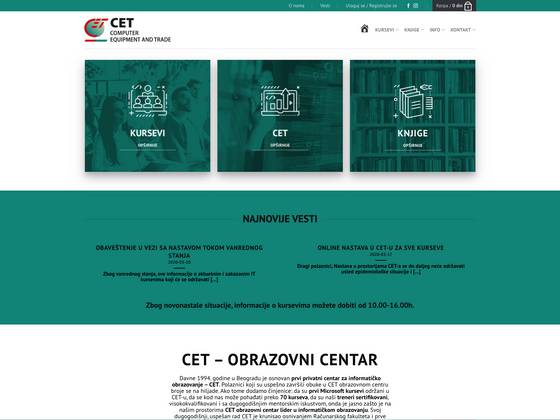 O nama
Vesti
Uloguj se / Registruje se
Korpa / 0 din
0
CET
COMPUTER
EQUIPMENT AND TRADE
KURSEVI
KNJIGE
INFO
KONTAKT
KURSEVI
OPŠIRNIJE
CET
OPŠIRNIJE
KNJIGE
OPŠIRNIJE
NAJNOVIJE VESTI
OBAVEŠTENJE U VEZI SA NASTAVOM TOKOM VANREDNOG
STANJA
Zbog vanrednog stanja, sve informacije o aktuelnim i zakazanim IT
kursevima koji će se održavati [...]
ONLINE NASTAVA U CET-U ZA SVE KURSEVE
2020-03-17
Dragi polaznici, Nastava u prostorijama CET-a se do daljeg neće održavati
usled epidemiološke situacije i [...]
Zbog novonastale situacije, informacije o kursevima možete dobiti od 10.00-16.00h.
CET – OBRAZOVNI CENTAR
Davne 1994. godine u Beogradu je osnovan prvi privatni centar za informatičko
obrazovanje – CET. Polaznici koji su uspešno završili obuke u CET obrazovnom centru
broje se na hiljade. Ako tome dodamo činjenice: da su prvi Microsoft kursevi održani u
CET-u, da se kod nas može pohađati preko 70 kurseva, da su naši treneri sertifikovani,
visokokvalifikovani i sa dugogodišnjim mentorskim iskustvom, onda je jasno zašto je na
našim prostorima CET obrazovni centar lider u informatičkom obrazovanju. Svoj
dugogodišnji, uspešan rad CET je krunisao osnivanjem Računarskog fakulteta i prve